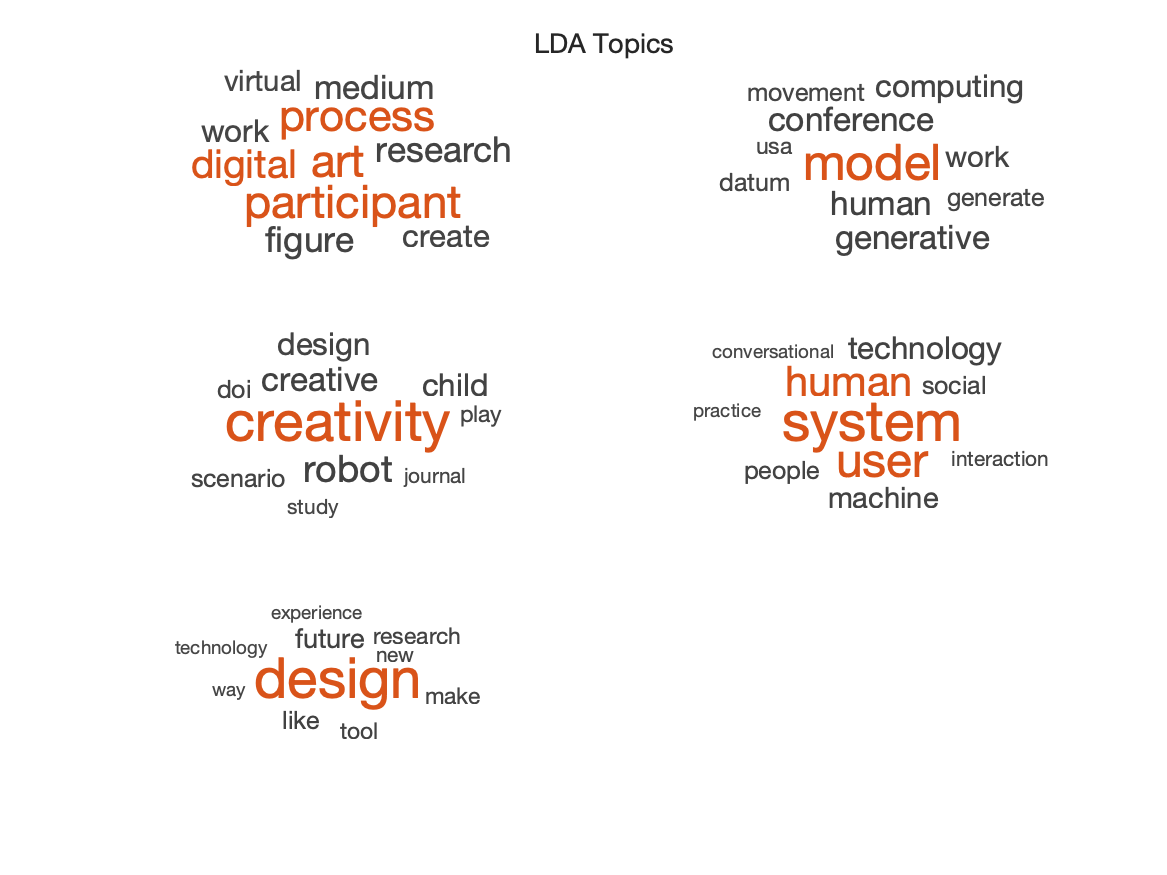 LDA Topics
virtual medium
process
work
digital art research
participant
figure create
movement computing
conference
usa
model work
datum
human generate
generative
design
doi creative child
creativity play
scenario robot journal
study
conversational technology
human social
practice system
people user interaction
machine
experience
technology future research
new
way design make
like tool